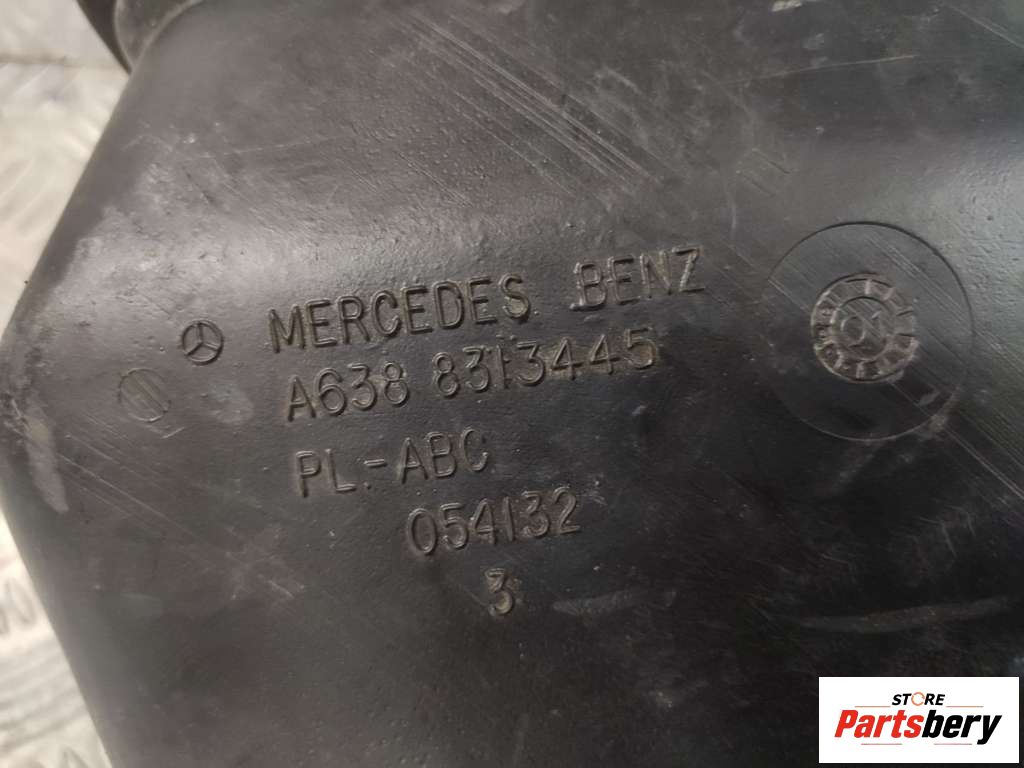 MERCEDES BENZ
A638 8313445
PL.-ABC
054132
3
STORE
Partsbery